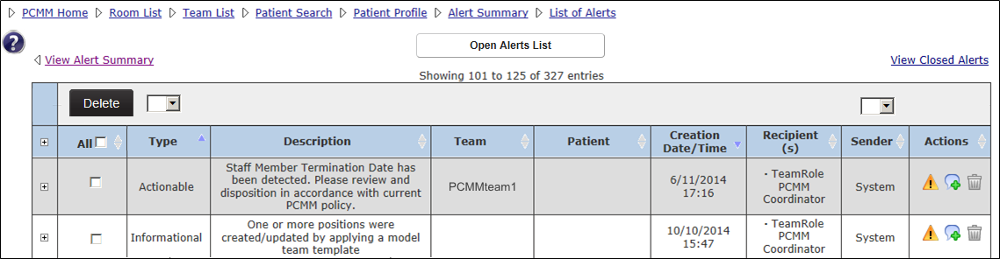 PCMM Home Room List Team List Patient Search Patient Profile Alert Summary List of Alerts
?
Open Alerts List
View Alert Summary
View Closed Alerts
Showing 101 to 125 of 327 entries
Delete
All Type Description Team Patient Creation Date/Time Recipient (s) Sender Actions
Staff Member Termination Date has
been detected. Please review and
disposition in accordance with current
PCMM policy.
Actionable
PCMMteam1
6/11/2014
17:16
· TeamRole
PCMM
Coordinator
System
Informational
One or more positions were
created/updated by applying a model
team template
10/10/2014
15:47
· TeamRole
PCMM
Coordinator
System